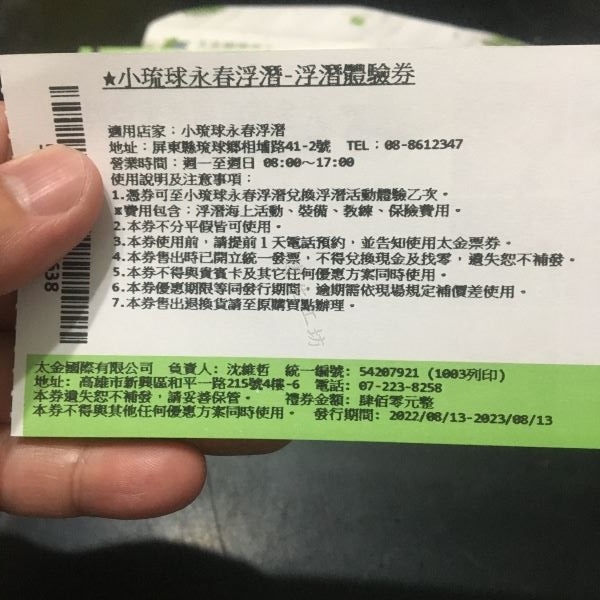 ★小琉球永春浮潛-浮潛體驗券
適用店家：小琉球永春浮潛
地址：屏東縣琉球鄉相埔路41-2號 TEL：08-8612347
營業時間：週一至週日 08:00～17:00
使用說明及注意事項：
1.憑券可至小琉球永春浮潛兌換浮潛活動體驗乙次。
※費用包含：浮潛海上活動、裝備、教練、保險費用。
2.本券不分平假皆可使用。
3.本券使用前，請提前1天電話預約，並告知使用太金票券。
4.本券售出時已開立統一發票，不得兌換現金及找零，遺失恕不補發。
5.本券不得與貴賓卡及其它任何優惠方案同時使用。
6.本券優惠期限等同發行期間，逾期需依現場規定補價差使用。
7.本券售出退換貨請至原購買點辦理。
太金國際有限公司 負責人: 沈維哲 統一編號: 54207921 (1003列印)
地址: 高雄市新興區和平一路215號4樓-6 電話: 07-223-8258
本券遺失恕不補發，請妥善保管。 禮券金額: 肆佰零元整
本券不得與其他任何優惠方案同時使用。 發行期間: 2022/08/13-2023/08/13